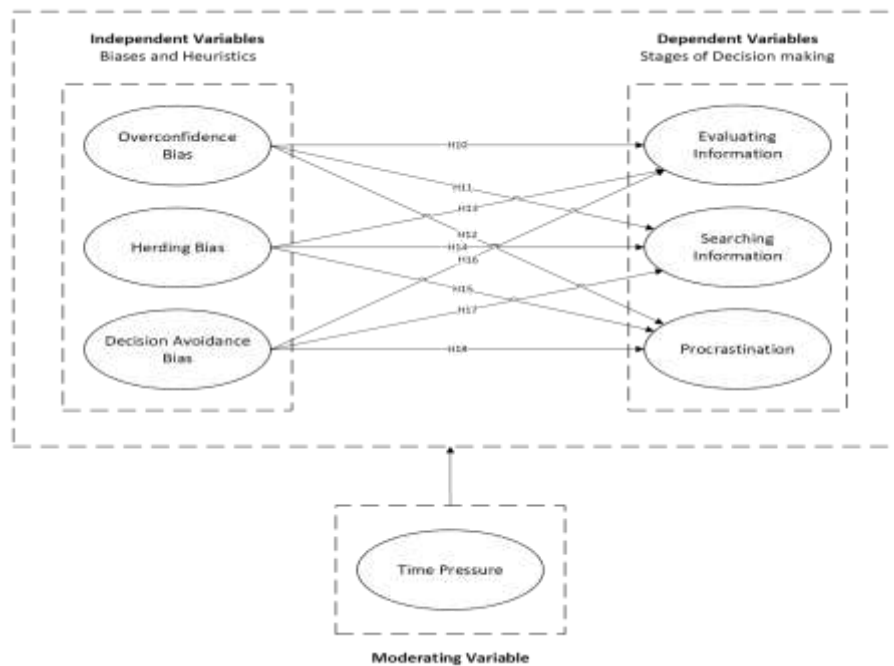 Independent Variables
Biases and Heuristics
Dependent Variables
Stages of Decision making
Overconfidence
Bias
Evaluating
Information
H10
H11
H13
H12
Herding Bias
H14
Searching
Information
H16
H15
H17
Decision Avoidance
Bias
H18
Procrastination
Time Pressure
Moderating Variable